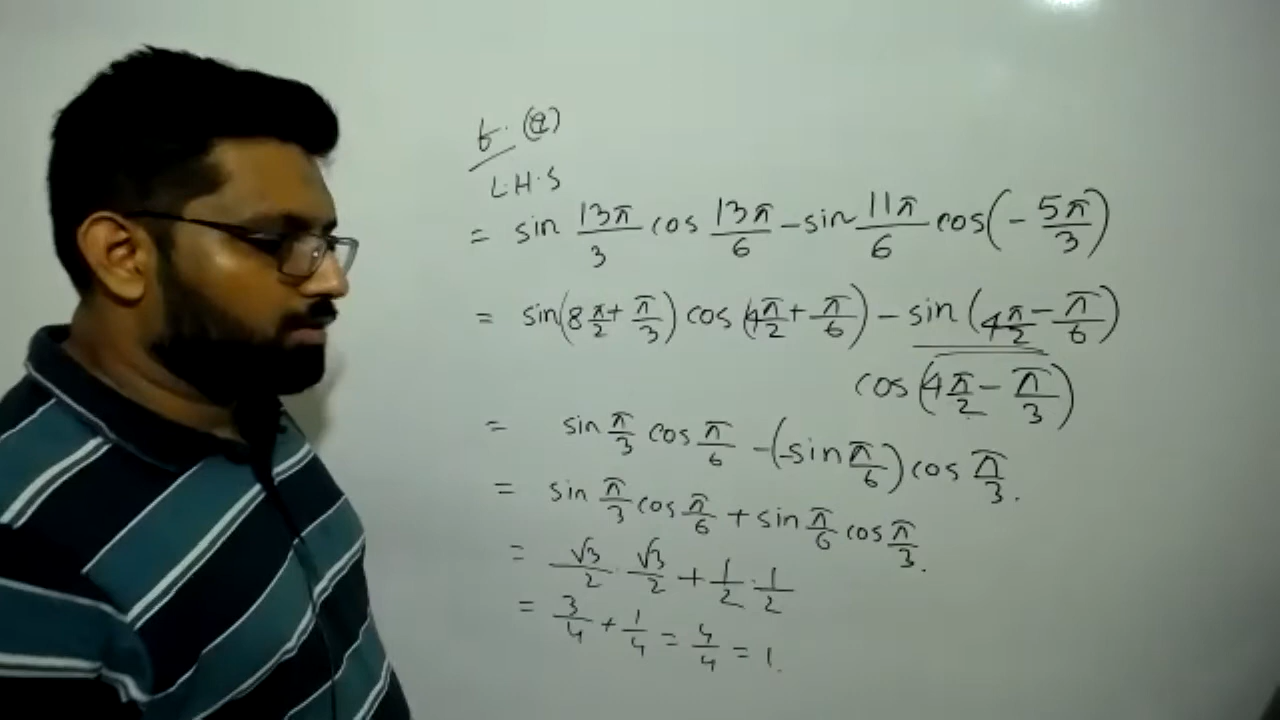 6. (a)
L.H.S
= sin 13π/3 cos 13π/6 - sin 11π/6 cos(-5π/3)
= sin(8π/2 + π/3) cos(4π/2 + π/6) - sin(4π/2 - π/6)
cos(4π/2 - π/3)
= sin π/3 cos π/6 - (-sin π/6) cos π/3.
= sin π/3 cos π/6 + sin π/6 cos π/3.
= √3/2 · √3/2 + 1/2 · 1/2
= 3/4 + 1/4 = 4/4 = 1.